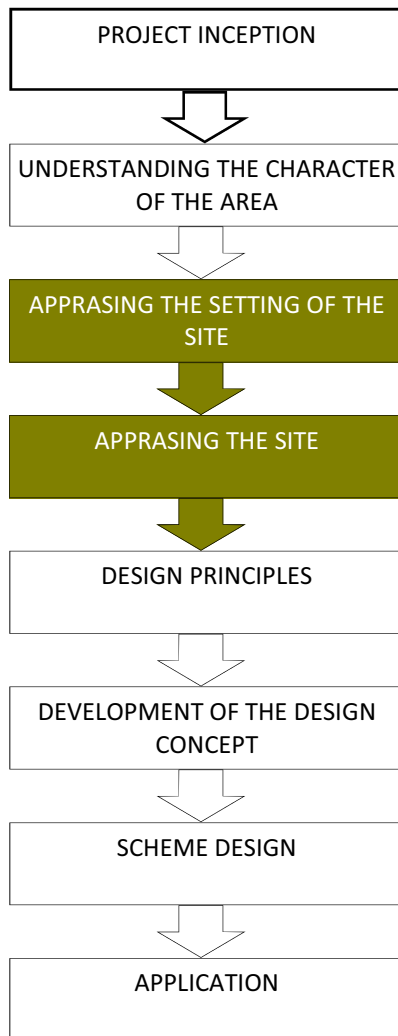 PROJECT INCEPTION
UNDERSTANDING THE CHARACTER
OF THE AREA
APPRASING THE SETTING OF THE
SITE
APPRASING THE SITE
DESIGN PRINCIPLES
DEVELOPMENT OF THE DESIGN
CONCEPT
SCHEME DESIGN
APPLICATION